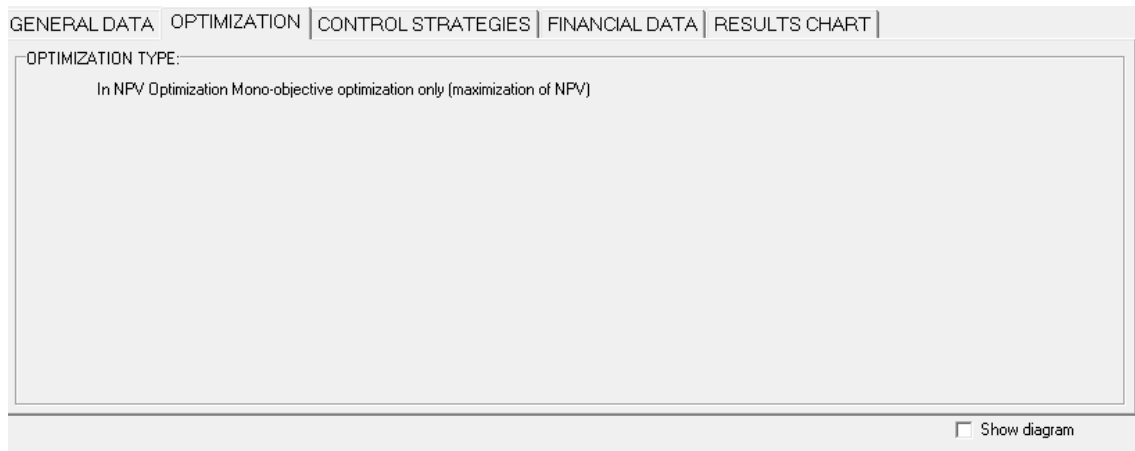 GENERAL DATA OPTIMIZATION CONTROL STRATEGIES FINANCIAL DATA RESULTS CHART
OPTIMIZATION TYPE:
In NPV Optimization Mono-objective optimization only (maximization of NPV)
Show diagram